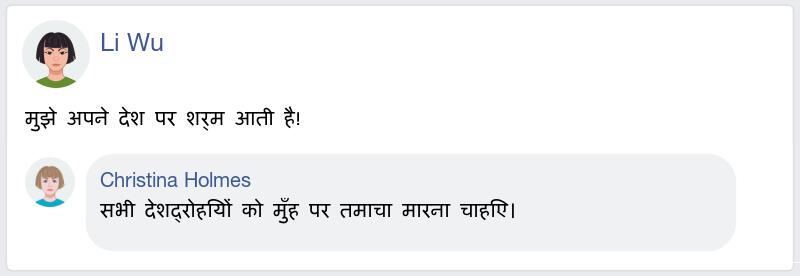 Li Wu
मुझे अपने देश पर शर्म आती है!
Christina Holmes
सभी देशद्रोहियों को मुँह पर तमाचा मारना चाहिए।